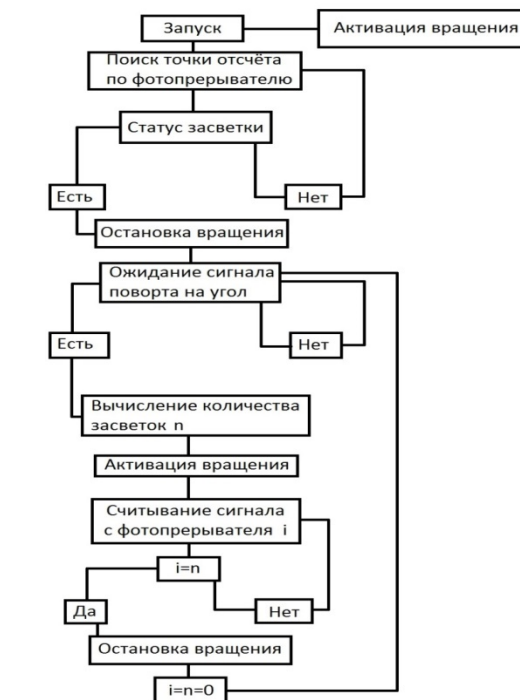 Запуск
Активация вращения
Поиск точки отсчёта
по фотопрерывателю
Статус засветки
Есть
Нет
Остановка вращения
Ожидание сигнала
поворта на угол
Есть
Нет
Вычисление количества
засветок n
Активация вращения
Считывание сигнала
с фотопрерывателя i
i=n
Да
Нет
Остановка вращения
i=n=0